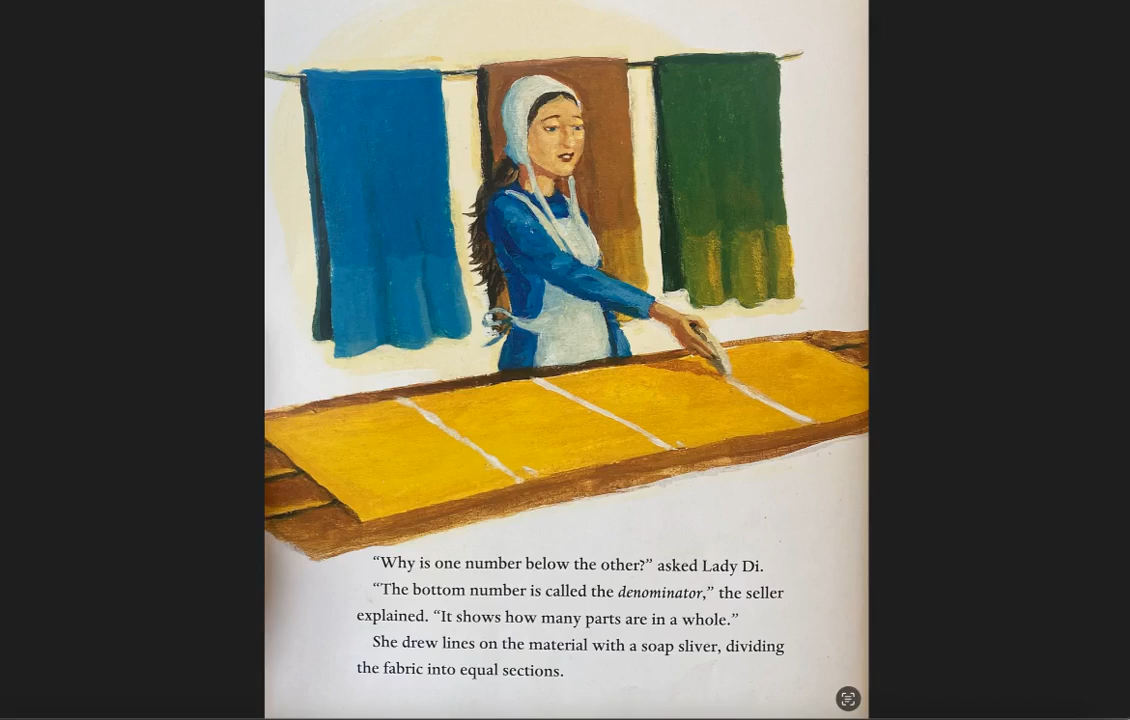 “Why is one number below the other?” asked Lady Di.
“The bottom number is called the denominator,” the seller
explained. “It shows how many parts are in a whole.”
She drew lines on the material with a soap sliver, dividing
the fabric into equal sections.